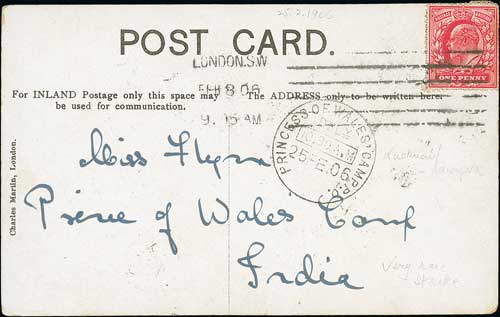 25.2.1906
POST CARD.
LONDON.S.W
FEB 8 06
9.15 AM
ONE PENNY
For INLAND Postage only this space may be used for communication.
The ADDRESS only to be written here.
PRINCESS OF WALES' CAMP P.O.
25 FE. 06
Charles Martin, London.
Miss Flynn
Prince of Wales Camp
India
Very rare
strike